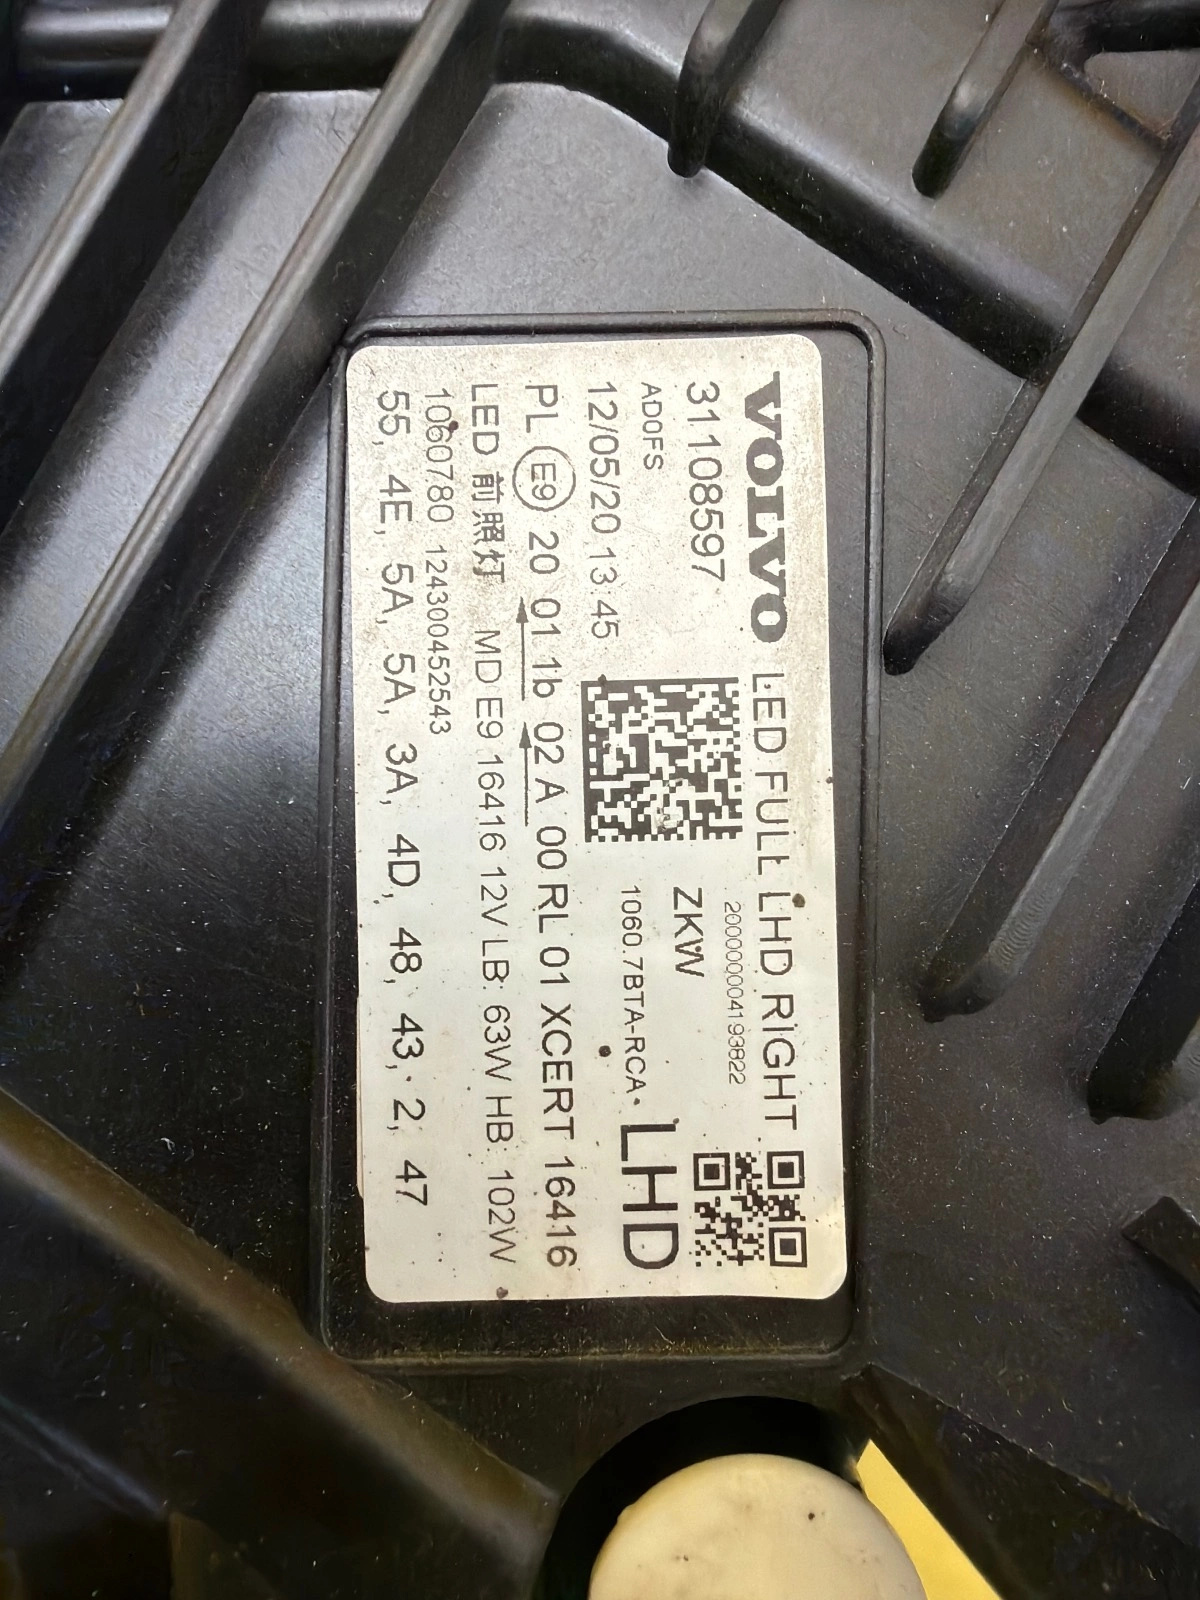 VOLVO LED FULL LHD RIGHT
31108597
2000000004193822
AD0FS
ZKW
12/05/20 13:45
1060.7BTA-RCA
LHD
PL E9 20 01 1b 02 A 00 RL 01 XCERT 16416
LED 前照灯 MD E9 16416 12V LB: 63W HB: 102W
1060780 124300452543
55, 4E, 5A, 5A, 3A, 4D, 48, 43, 2, 47